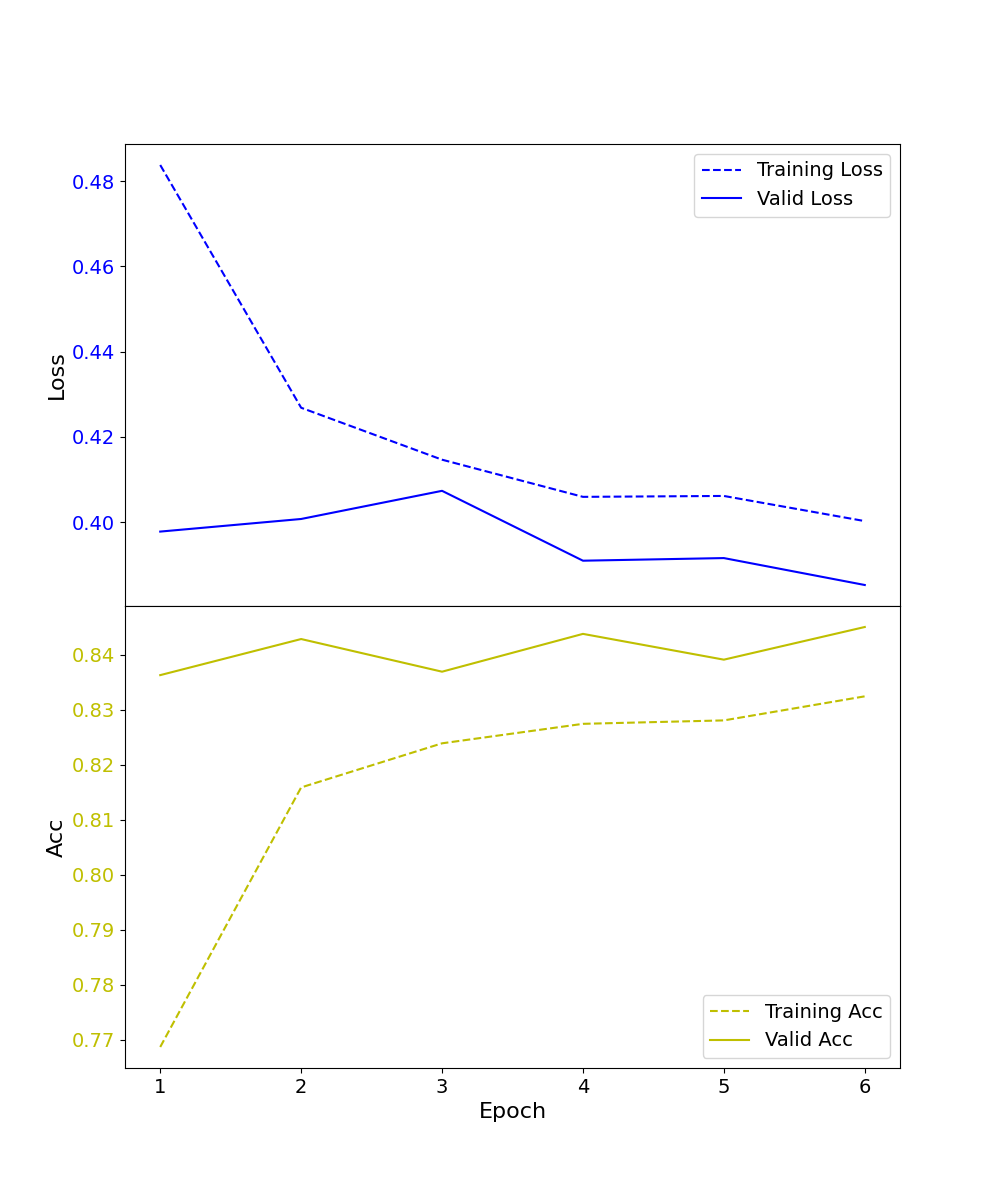 Training Loss
Valid Loss
0.48
0.46
0.44
0.42
0.40
Loss
0.84
0.83
0.82
0.81
0.80
0.79
0.78
0.77
Acc
Training Acc
Valid Acc
1 2 3 4 5 6
Epoch